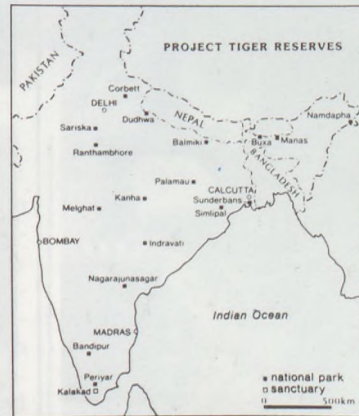 PROJECT TIGER RESERVES
PAKISTAN
Corbett
DELHI
NEPAL
Namdapha
Dudhwa
Sariska
Balmiki
Buxa
Manas
Ranthambhore
BANGLADESH
Palamau
CALCUTTA
Kanha
Sunderbans
Melghat
Simlipal
BOMBAY
Indravati
Nagarajunasagar
Indian Ocean
MADRAS
Bandipur
national park
Periyar
sanctuary
Kalakad
0 500km